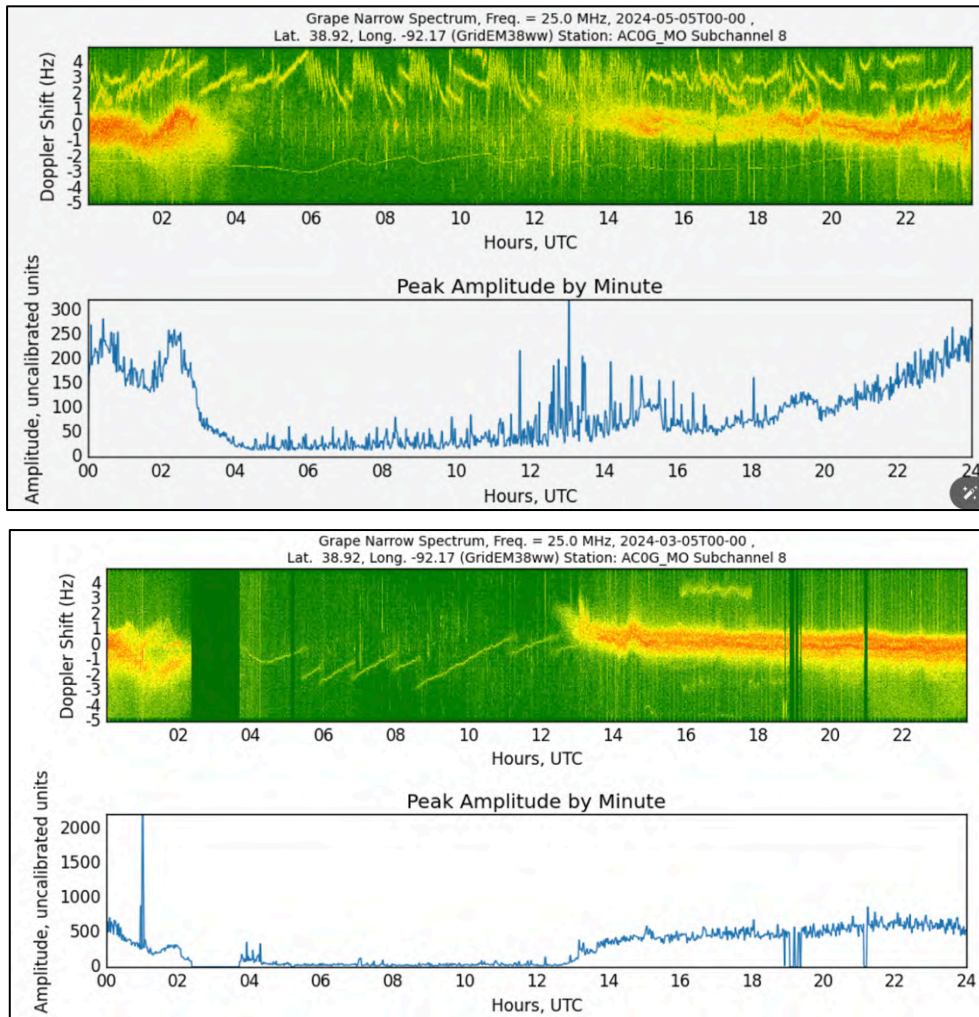 Grape Narrow Spectrum, Freq. = 25.0 MHz, 2024-05-05T00-00 ,
Lat. 38.92, Long. -92.17 (GridEM38ww) Station: AC0G_MO Subchannel 8
Doppler Shift (Hz)
4
3
2
1
0
-1
-2
-3
-4
-5
02 04 06 08 10 12 14 16 18 20 22
Hours, UTC
Peak Amplitude by Minute
Amplitude, uncalibrated units
300
250
200
150
100
50
0
00 02 04 06 08 10 12 14 16 18 20 22 24
Hours, UTC
Grape Narrow Spectrum, Freq. = 25.0 MHz, 2024-03-05T00-00 ,
Lat. 38.92, Long. -92.17 (GridEM38ww) Station: AC0G_MO Subchannel 8
Doppler Shift (Hz)
4
3
2
1
0
-1
-2
-3
-4
-5
02 04 06 08 10 12 14 16 18 20 22
Hours, UTC
Peak Amplitude by Minute
Amplitude, uncalibrated units
2000
1500
1000
500
0
00 02 04 06 08 10 12 14 16 18 20 22 24
Hours, UTC